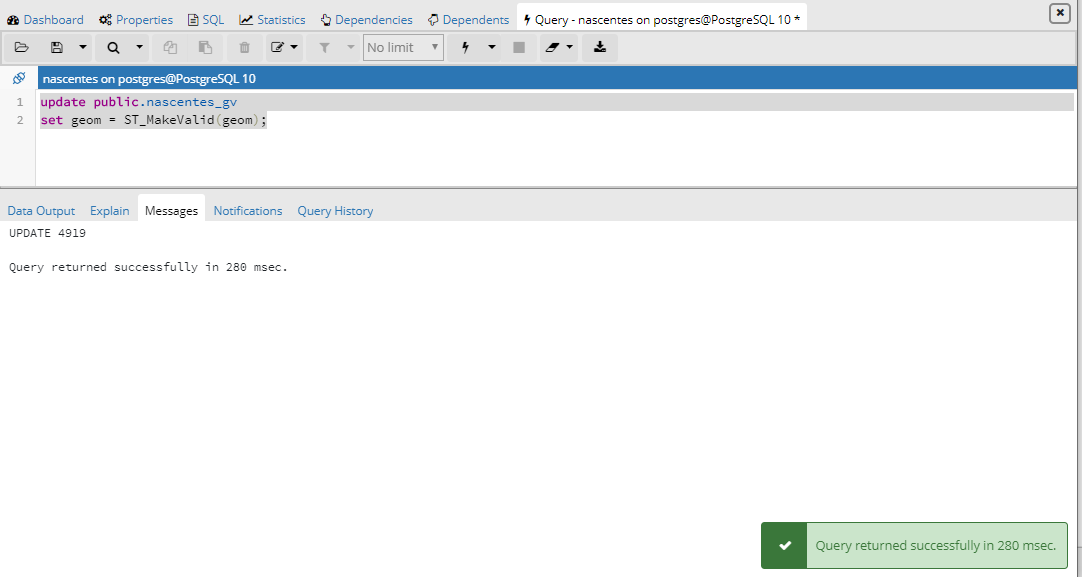 Dashboard Properties SQL Statistics Dependencies Dependents Query - nascentes on postgres@PostgreSQL 10 *
No limit
nascentes on postgres@PostgreSQL 10
1 update public.nascentes_gv
2 set geom = ST_MakeValid(geom);
Data Output Explain Messages Notifications Query History
UPDATE 4919
Query returned successfully in 280 msec.
Query returned successfully in 280 msec.